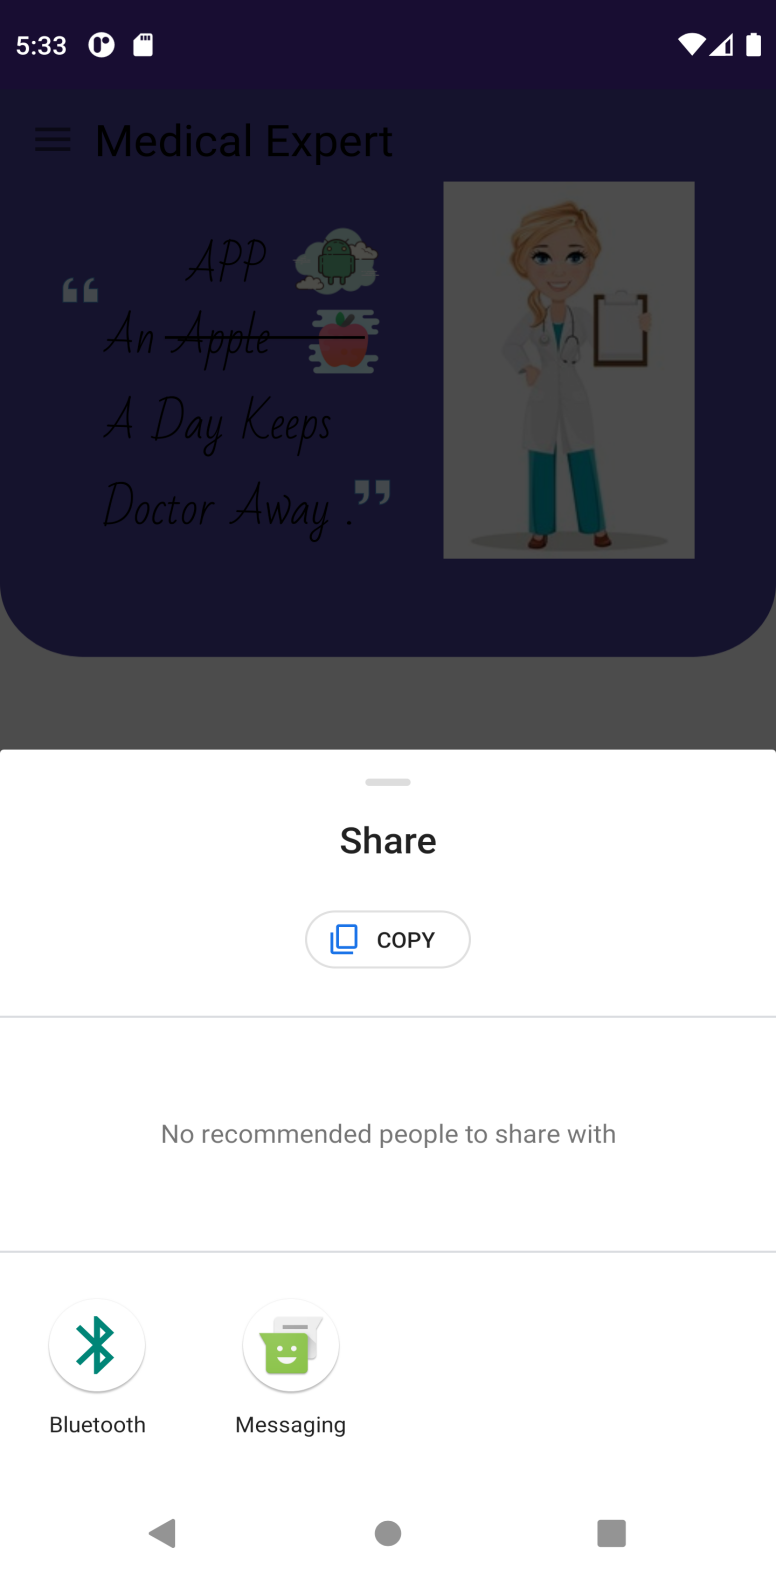 5:33
Medical Expert
“ APP
An Apple
A Day Keeps
Doctor Away . ”
Share
COPY
No recommended people to share with
Bluetooth
Messaging